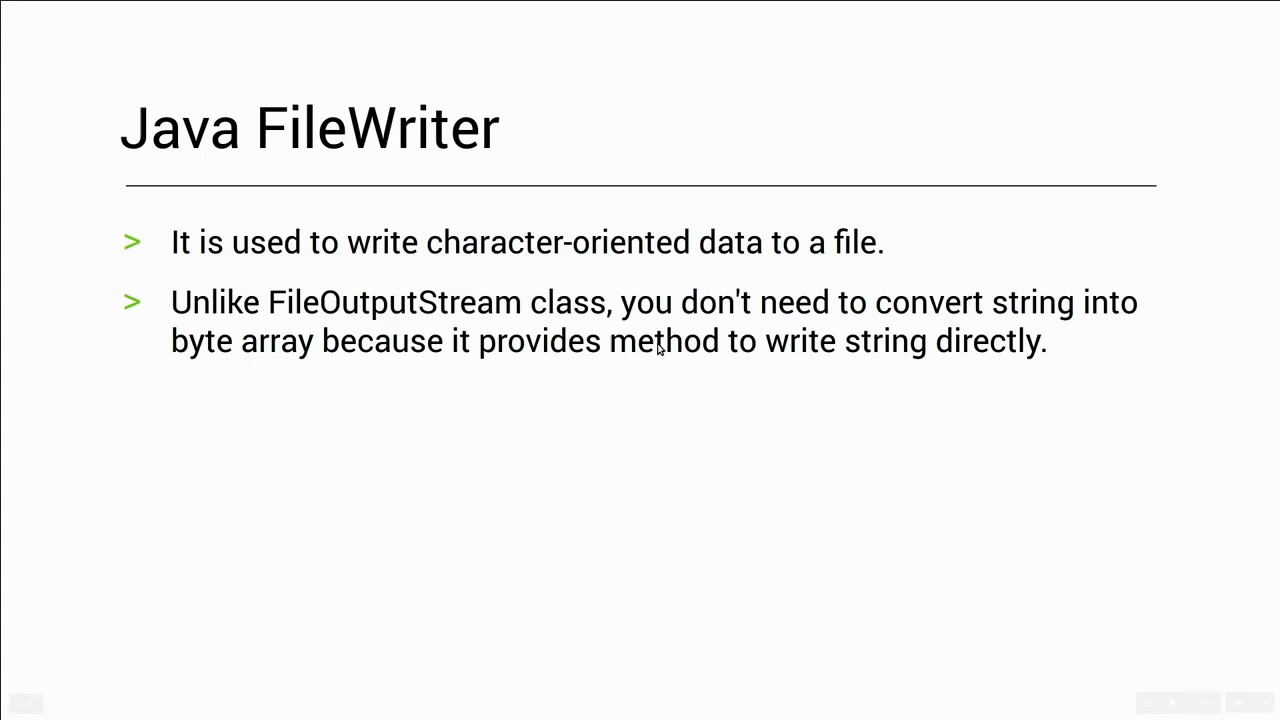 Java FileWriter
> It is used to write character-oriented data to a file.
> Unlike FileOutputStream class, you don't need to convert string into
byte array because it provides method to write string directly.